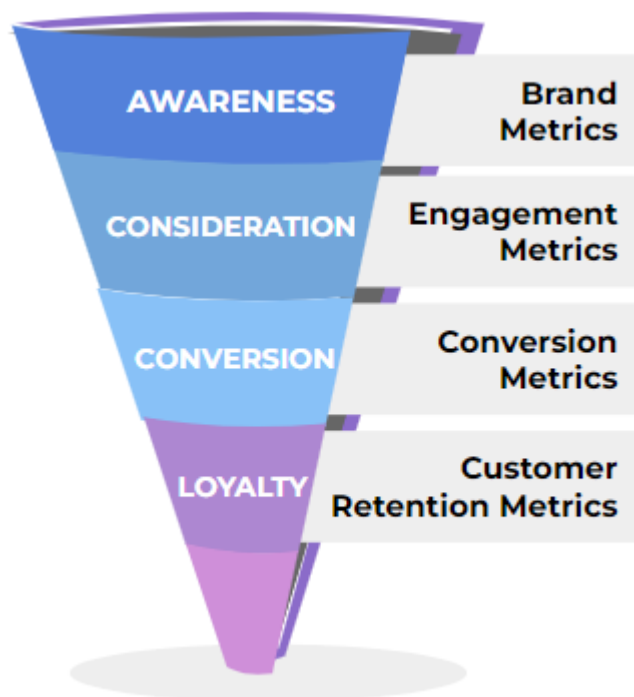 AWARENESS
Brand
Metrics
CONSIDERATION
Engagement
Metrics
CONVERSION
Conversion
Metrics
LOYALTY
Customer
Retention Metrics